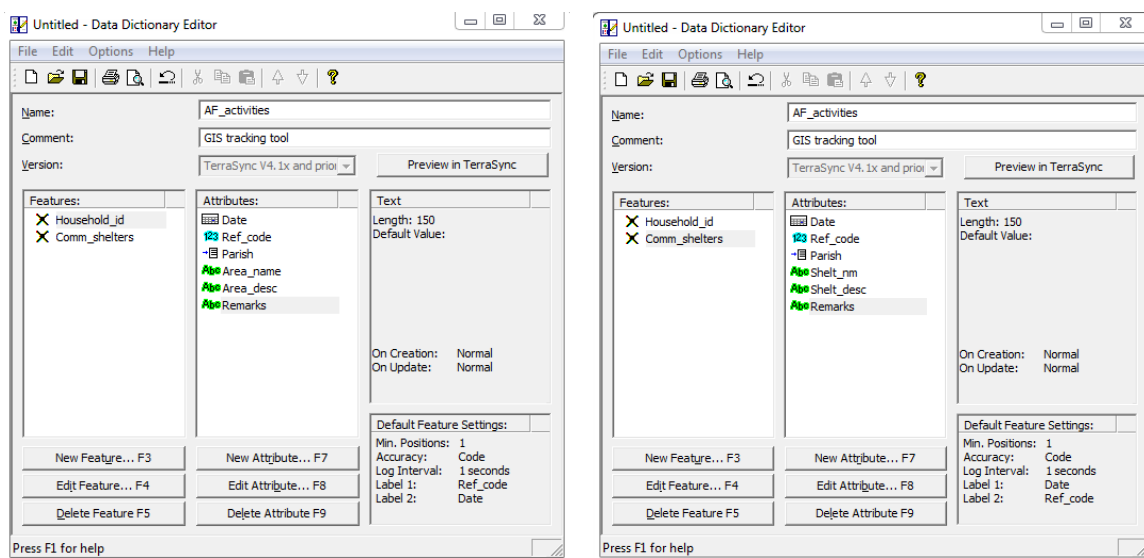 Untitled - Data Dictionary Editor
File Edit Options Help
Name: AF_activities
Comment: GIS tracking tool
Version: TerraSync V4.1x and prior Preview in TerraSync
Features: Attributes: Text
Household_id
Comm_shelters
Date
123 Ref_code
Parish
Abc Area_name
Abc Area_desc
Abc Remarks
Length: 150
Default Value:
On Creation: Normal
On Update: Normal
Default Feature Settings:
Min. Positions: 1
Accuracy: Code
Log Interval: 1 seconds
Label 1: Ref_code
Label 2: Date
New Feature... F3 New Attribute... F7
Edit Feature... F4 Edit Attribute... F8
Delete Feature F5 Delete Attribute F9
Press F1 for help
Untitled - Data Dictionary Editor
File Edit Options Help
Name: AF_activities
Comment: GIS tracking tool
Version: TerraSync V4.1x and prior Preview in TerraSync
Features: Attributes: Text
Household_id
Comm_shelters
Date
123 Ref_code
Parish
Abc Shelt_nm
Abc Shelt_desc
Abc Remarks
Length: 150
Default Value:
On Creation: Normal
On Update: Normal
Default Feature Settings:
Min. Positions: 1
Accuracy: Code
Log Interval: 1 seconds
Label 1: Date
Label 2: Ref_code
New Feature... F3 New Attribute... F7
Edit Feature... F4 Edit Attribute... F8
Delete Feature F5 Delete Attribute F9
Press F1 for help